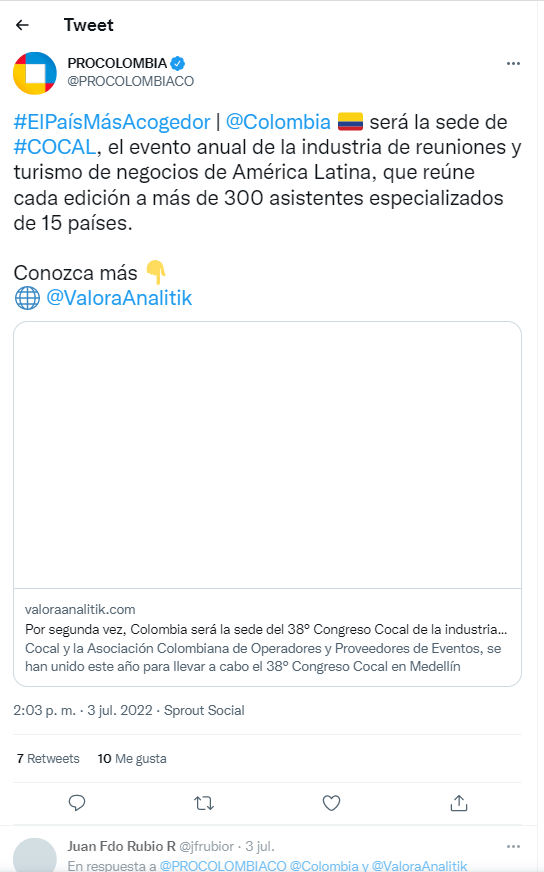 Tweet
PROCOLOMBIA
@PROCOLOMBIACO
#ElPaísMásAcogedor | @Colombia 🇨🇴 será la sede de
#COCAL, el evento anual de la industria de reuniones y
turismo de negocios de América Latina, que reúne
cada edición a más de 300 asistentes especializados
de 15 países.
Conozca más 👇
🌐 @ValoraAnalitik
valoraanalitik.com
Por segunda vez, Colombia será la sede del 38° Congreso Cocal de la industria...
Cocal y la Asociación Colombiana de Operadores y Proveedores de Eventos, se
han unido este año para llevar a cabo el 38° Congreso Cocal en Medellín
2:03 p. m. · 3 jul. 2022 · Sprout Social
7 Retweets 10 Me gusta
Juan Fdo Rubio R @jfrubior · 3 jul.
En respuesta a @PROCOLOMBIACO @Colombia y @ValoraAnalitik